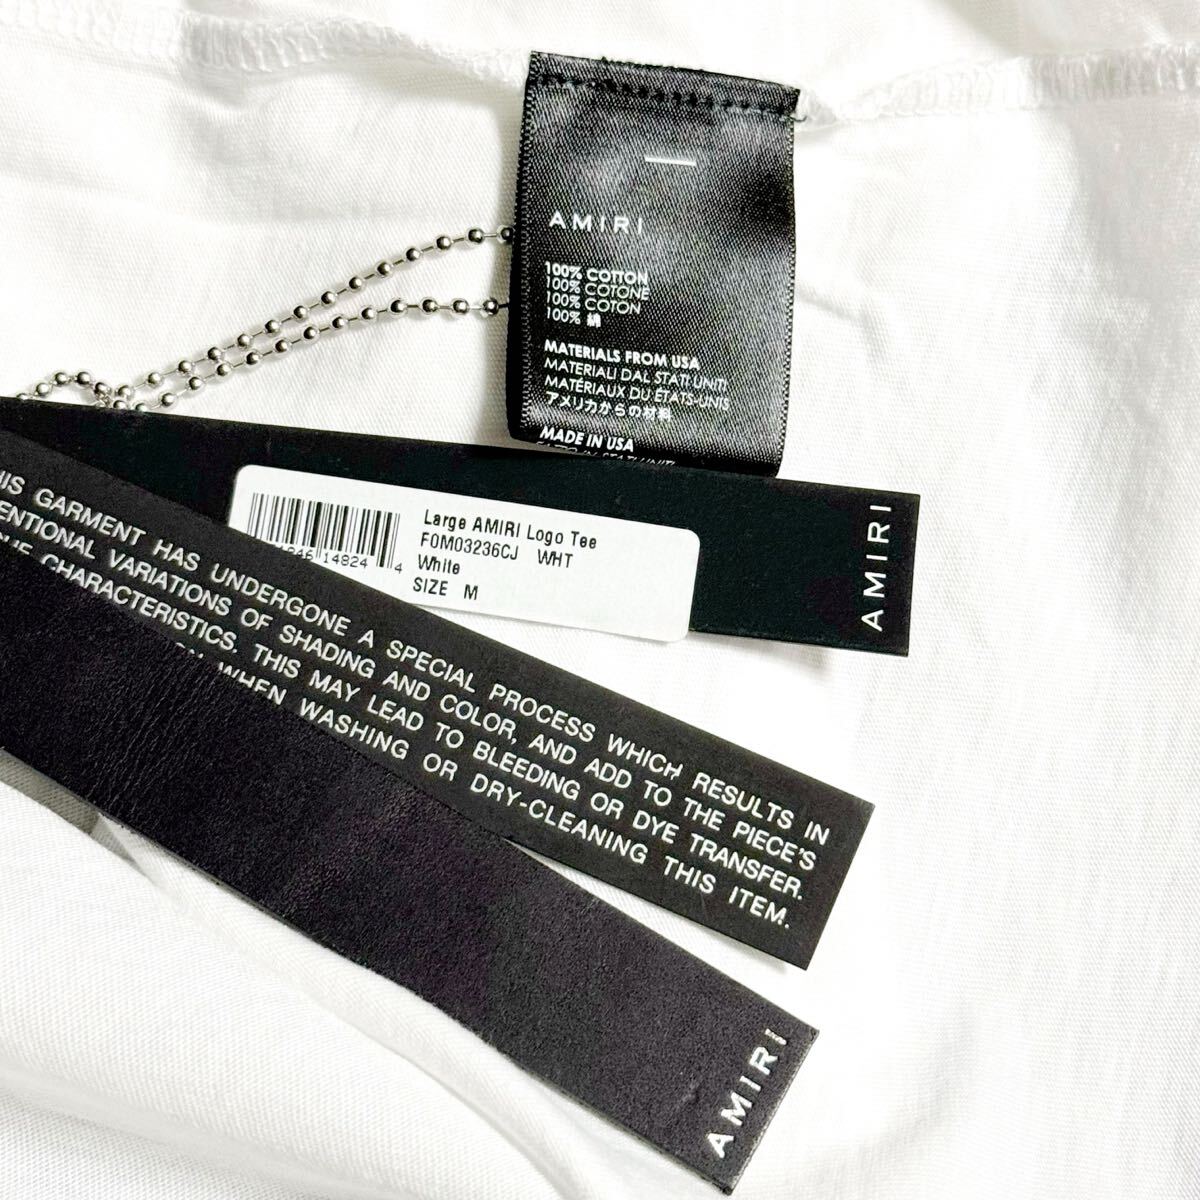 AMIRI
100% COTTON
100% COTONE
100% COTON
100% 綿
MATERIALS FROM USA
MATERIALI DAL STATI UNITI
MATÉRIAUX DU ÉTATS-UNIS
アメリカからの材料
MADE IN USA
STATI UNITI
Large AMIRI Logo Tee
F0M03236CJ WHT
White
SIZE M
14824 4
AMIRI
GARMENT HAS UNDERGONE A SPECIAL PROCESS WHICH RESULTS IN
VARIATIONS OF SHADING AND COLOR, AND ADD TO THE PIECE'S
CHARACTERISTICS. THIS MAY LEAD TO BLEEDING OR DYE TRANSFER.
WHEN WASHING OR DRY-CLEANING THIS ITEM.
AMIRI